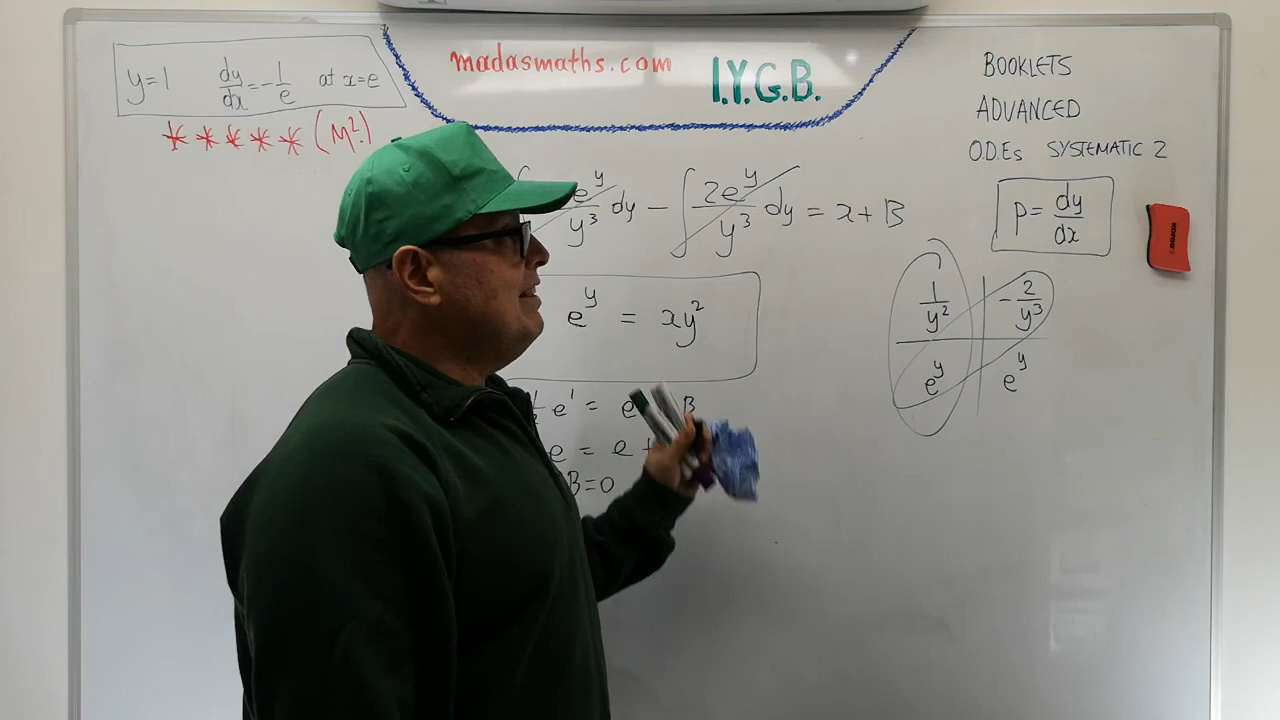 y=1 dy/dx=-1/e at x=e
***** (M²!)
madasmaths.com
I.Y.G.B.
BOOKLETS
ADVANCED
O.D.Es SYSTEMATIC 2
P = dy/dx
e^y/y³ dy - ∫ 2e^y/y³ dy = x+B
e^y = xy²
e¹ = e B
e = e +
B=0
1/y² -2/y³
e^y e^y